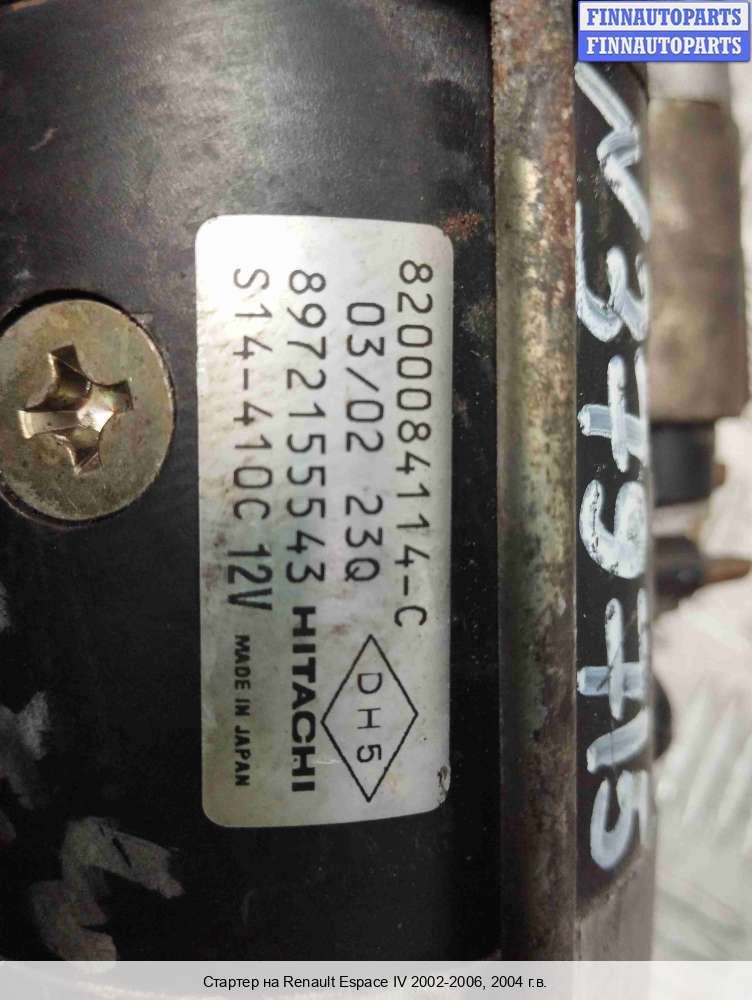 FINNAUTOPARTS
FINNAUTOPARTS
8200084114-C
03/02 23Q
DH5
8972155543 HITACHI
S14-410C 12V MADE IN JAPAN
N379715
Стартер на Renault Espace IV 2002-2006, 2004 г.в.